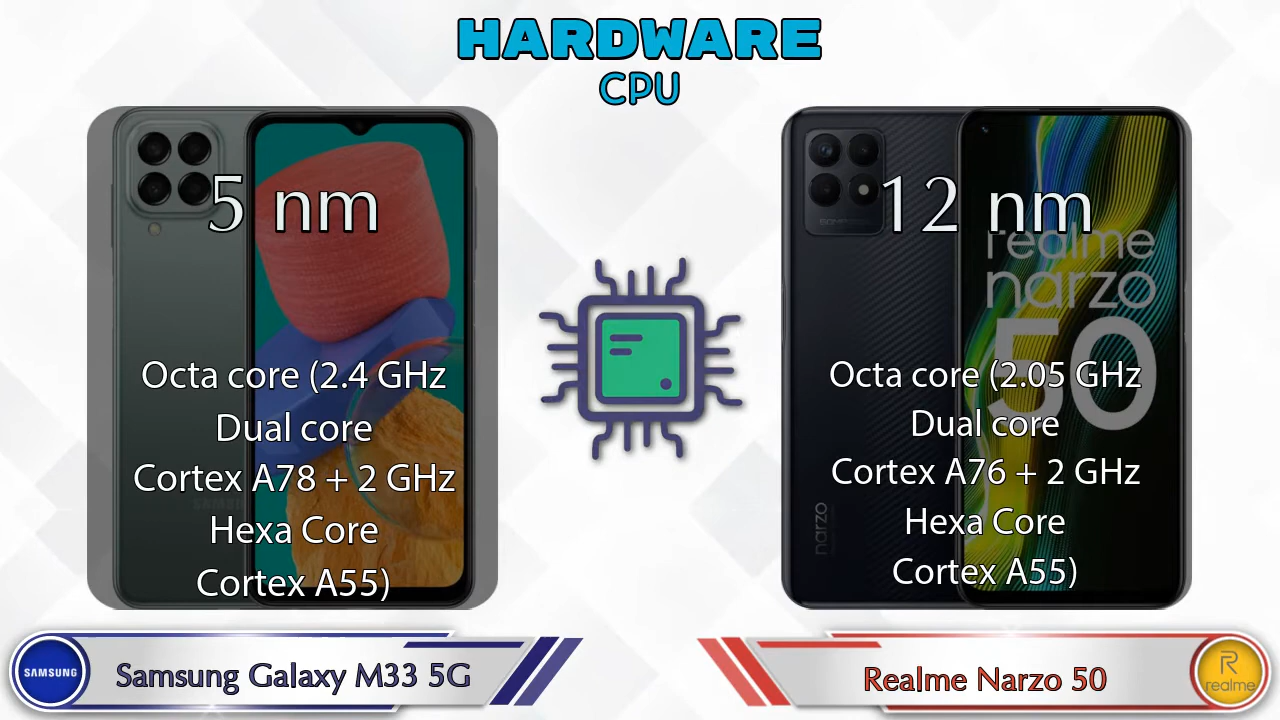 HARDWARE
CPU
5 nm
Octa core (2.4 GHz
Dual core
Cortex A78 + 2 GHz
Hexa Core
Cortex A55)
12 nm
realme
narzo
50
Octa core (2.05 GHz
Dual core
Cortex A76 + 2 GHz
Hexa Core
Cortex A55)
narzo
SAMSUNG
Samsung Galaxy M33 5G
Realme Narzo 50
R
realme